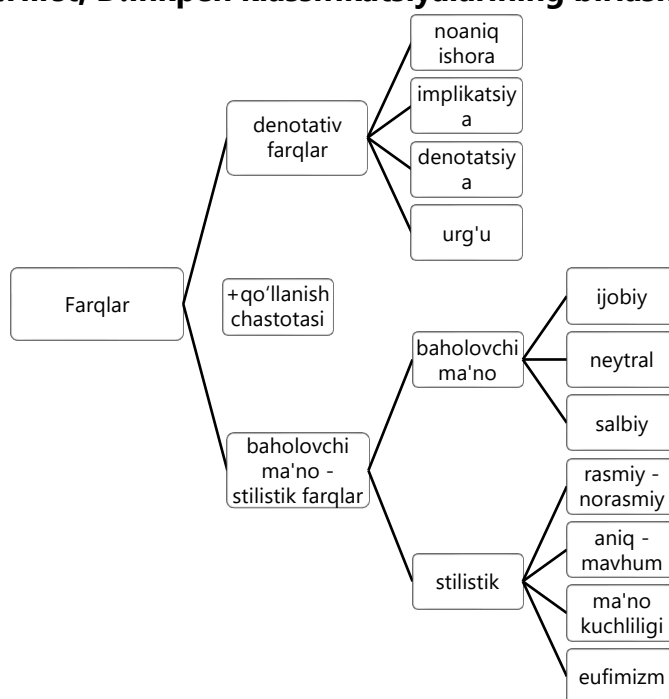 klassifikatsiyalarining
noaniq
ishora
implikatsiy
a
denotativ
farqlar
denotatsiy
a
urg'u
Farqlar
+qo‘llanish
chastotasi
ijobiy
baholovchi
ma'no
neytral
salbiy
baholovchi
ma'no -
stilistik farqlar
rasmiy -
norasmiy
aniq -
mavhum
stilistik
ma'no
kuchliligi
eufimizm